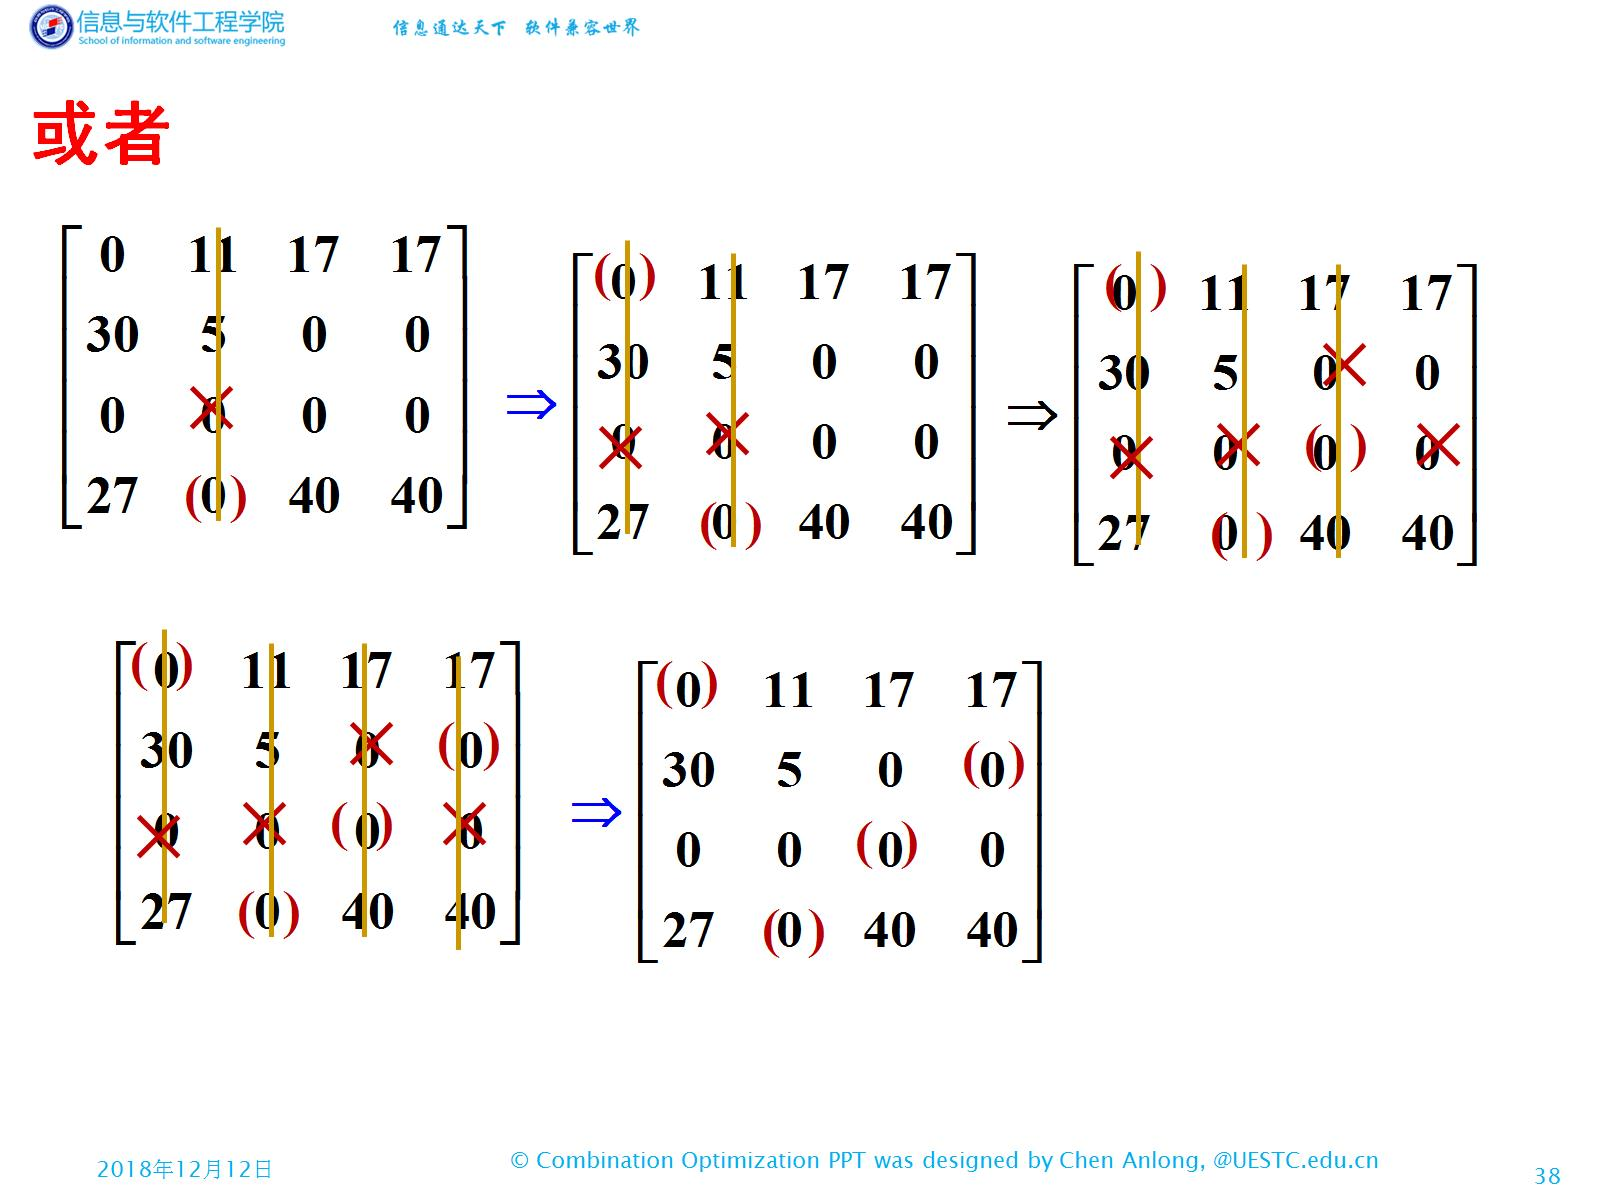 信息与软件工程学院
School of information and software engineering
信息通达天下 软件兼容世界
或者
0 11 17 17
30 5 0 0
0 0 0 0
27 (0) 40 40
⇒
(0) 11 17 17
30 5 0 0
0 0 0 0
27 (0) 40 40
⇒
(0) 11 17 17
30 5 0 0
0 0 (0) 0
27 (0) 40 40
(0) 11 17 17
30 5 0 (0)
0 0 (0) 0
27 (0) 40 40
⇒
(0) 11 17 17
30 5 0 (0)
0 0 (0) 0
27 (0) 40 40
2018年12月12日
© Combination Optimization PPT was designed by Chen Anlong, @UESTC.edu.cn
38